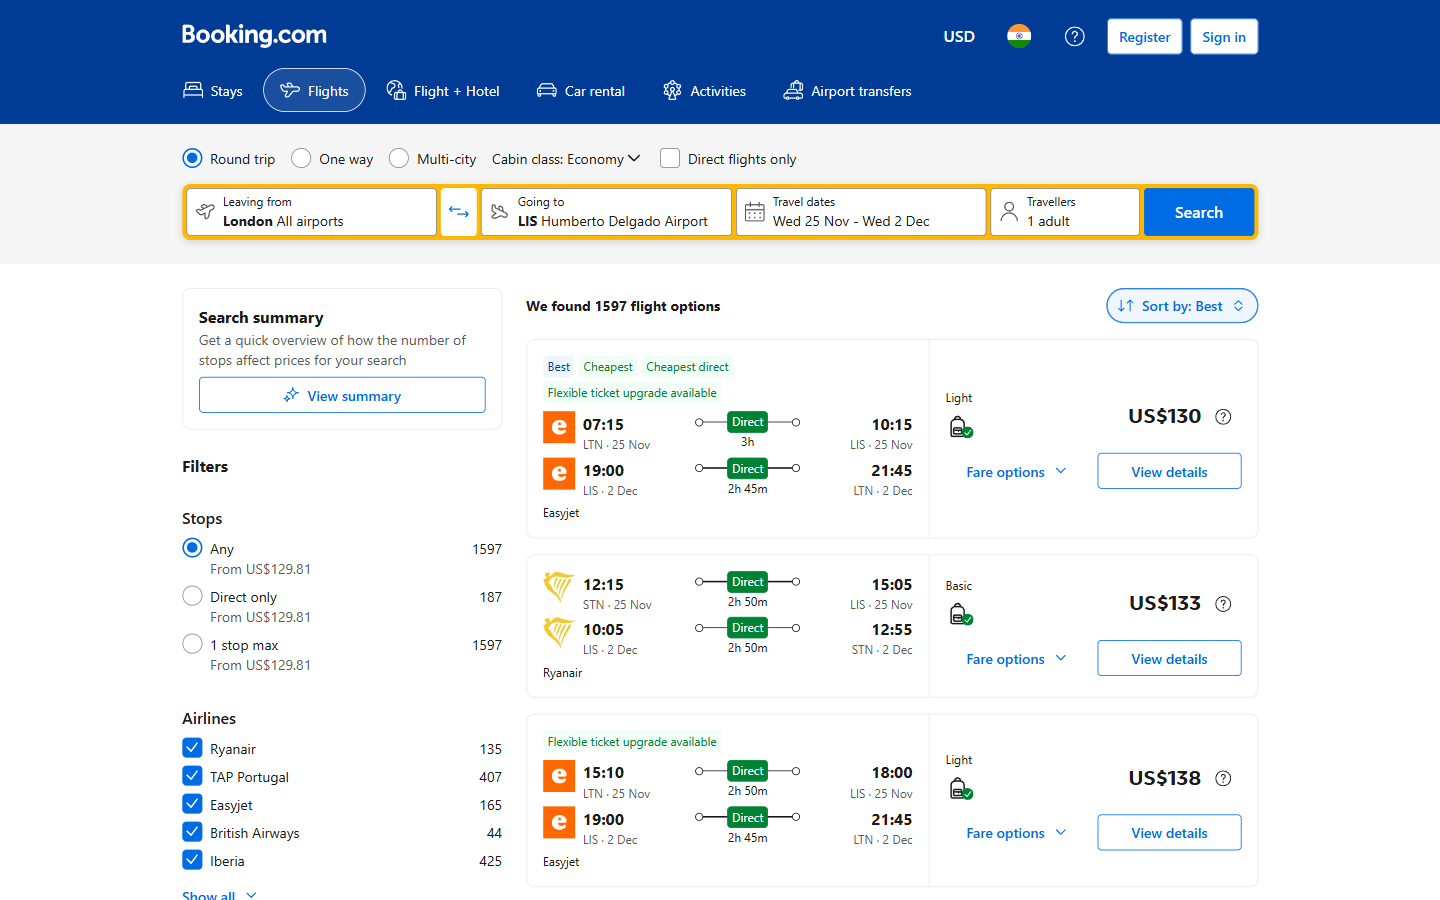 Booking.com
USD
Register
Sign in
Stays
Flights
Flight + Hotel
Car rental
Activities
Airport transfers
Round trip
One way
Multi-city
Cabin class: Economy
Direct flights only
Leaving from
London All airports
Going to
LIS Humberto Delgado Airport
Travel dates
Wed 25 Nov - Wed 2 Dec
Travellers
1 adult
Search
Search summary
Get a quick overview of how the number of
stops affect prices for your search
View summary
Filters
Stops
Any 1597
From US$129.81
Direct only 187
From US$129.81
1 stop max 1597
From US$129.81
Airlines
Ryanair 135
TAP Portugal 407
Easyjet 165
British Airways 44
Iberia 425
Show all
We found 1597 flight options
Sort by: Best
Best Cheapest Cheapest direct
Flexible ticket upgrade available
07:15 Direct 10:15
LTN · 25 Nov 3h LIS · 25 Nov
19:00 Direct 21:45
LIS · 2 Dec 2h 45m LTN · 2 Dec
Easyjet
Light
US$130
Fare options
View details
12:15 Direct 15:05
STN · 25 Nov 2h 50m LIS · 25 Nov
10:05 Direct 12:55
LIS · 2 Dec 2h 50m STN · 2 Dec
Ryanair
Basic
US$133
Fare options
View details
Flexible ticket upgrade available
15:10 Direct 18:00
LTN · 25 Nov 2h 50m LIS · 25 Nov
19:00 Direct 21:45
LIS · 2 Dec 2h 45m LTN · 2 Dec
Easyjet
Light
US$138
Fare options
View details